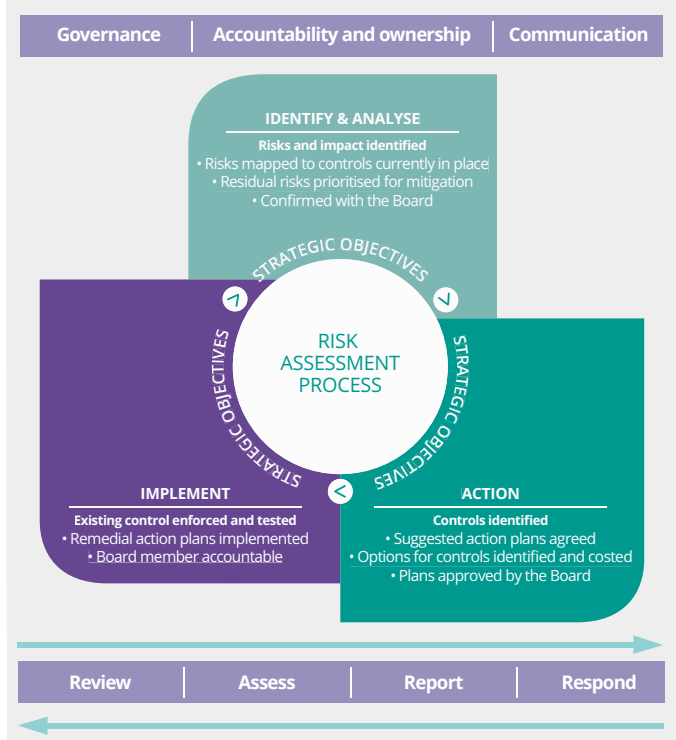 Governance
Accountability and ownership
Communication
IDENTIFY & ANALYSE
Risks and impact identified
• Risks mapped to controls currently in place
• Residual risks prioritised for mitigation
• Confirmed with the Board
STRATEGIC OBJECTIVES
STRATEGIC OBJECTIVES
STRATEGIC OBJECTIVES
RISK
ASSESSMENT
PROCESS
IMPLEMENT
Existing control enforced and tested
• Remedial action plans implemented
• Board member accountable
ACTION
Controls identified
• Suggested action plans agreed
• Options for controls identified and costed
• Plans approved by the Board
Review
Assess
Report
Respond